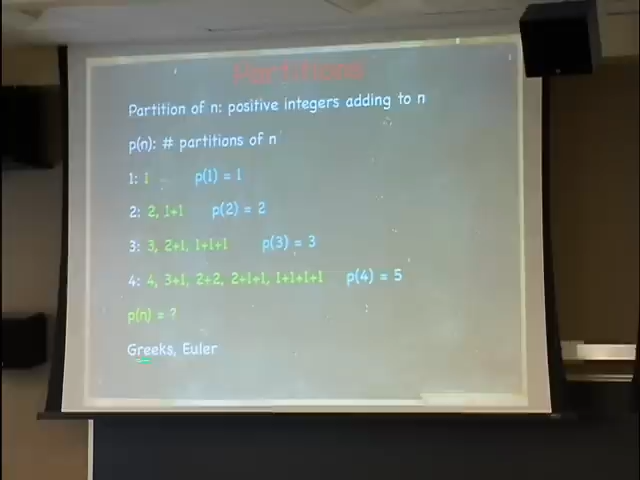 Partitions
Partition of n: positive integers adding to n
p(n): # partitions of n
1: 1 p(1) = 1
2: 2, 1+1 p(2) = 2
3: 3, 2+1, 1+1+1 p(3) = 3
4: 4, 3+1, 2+2, 2+1+1, 1+1+1+1 p(4) = 5
p(n) = ?
Greeks, Euler